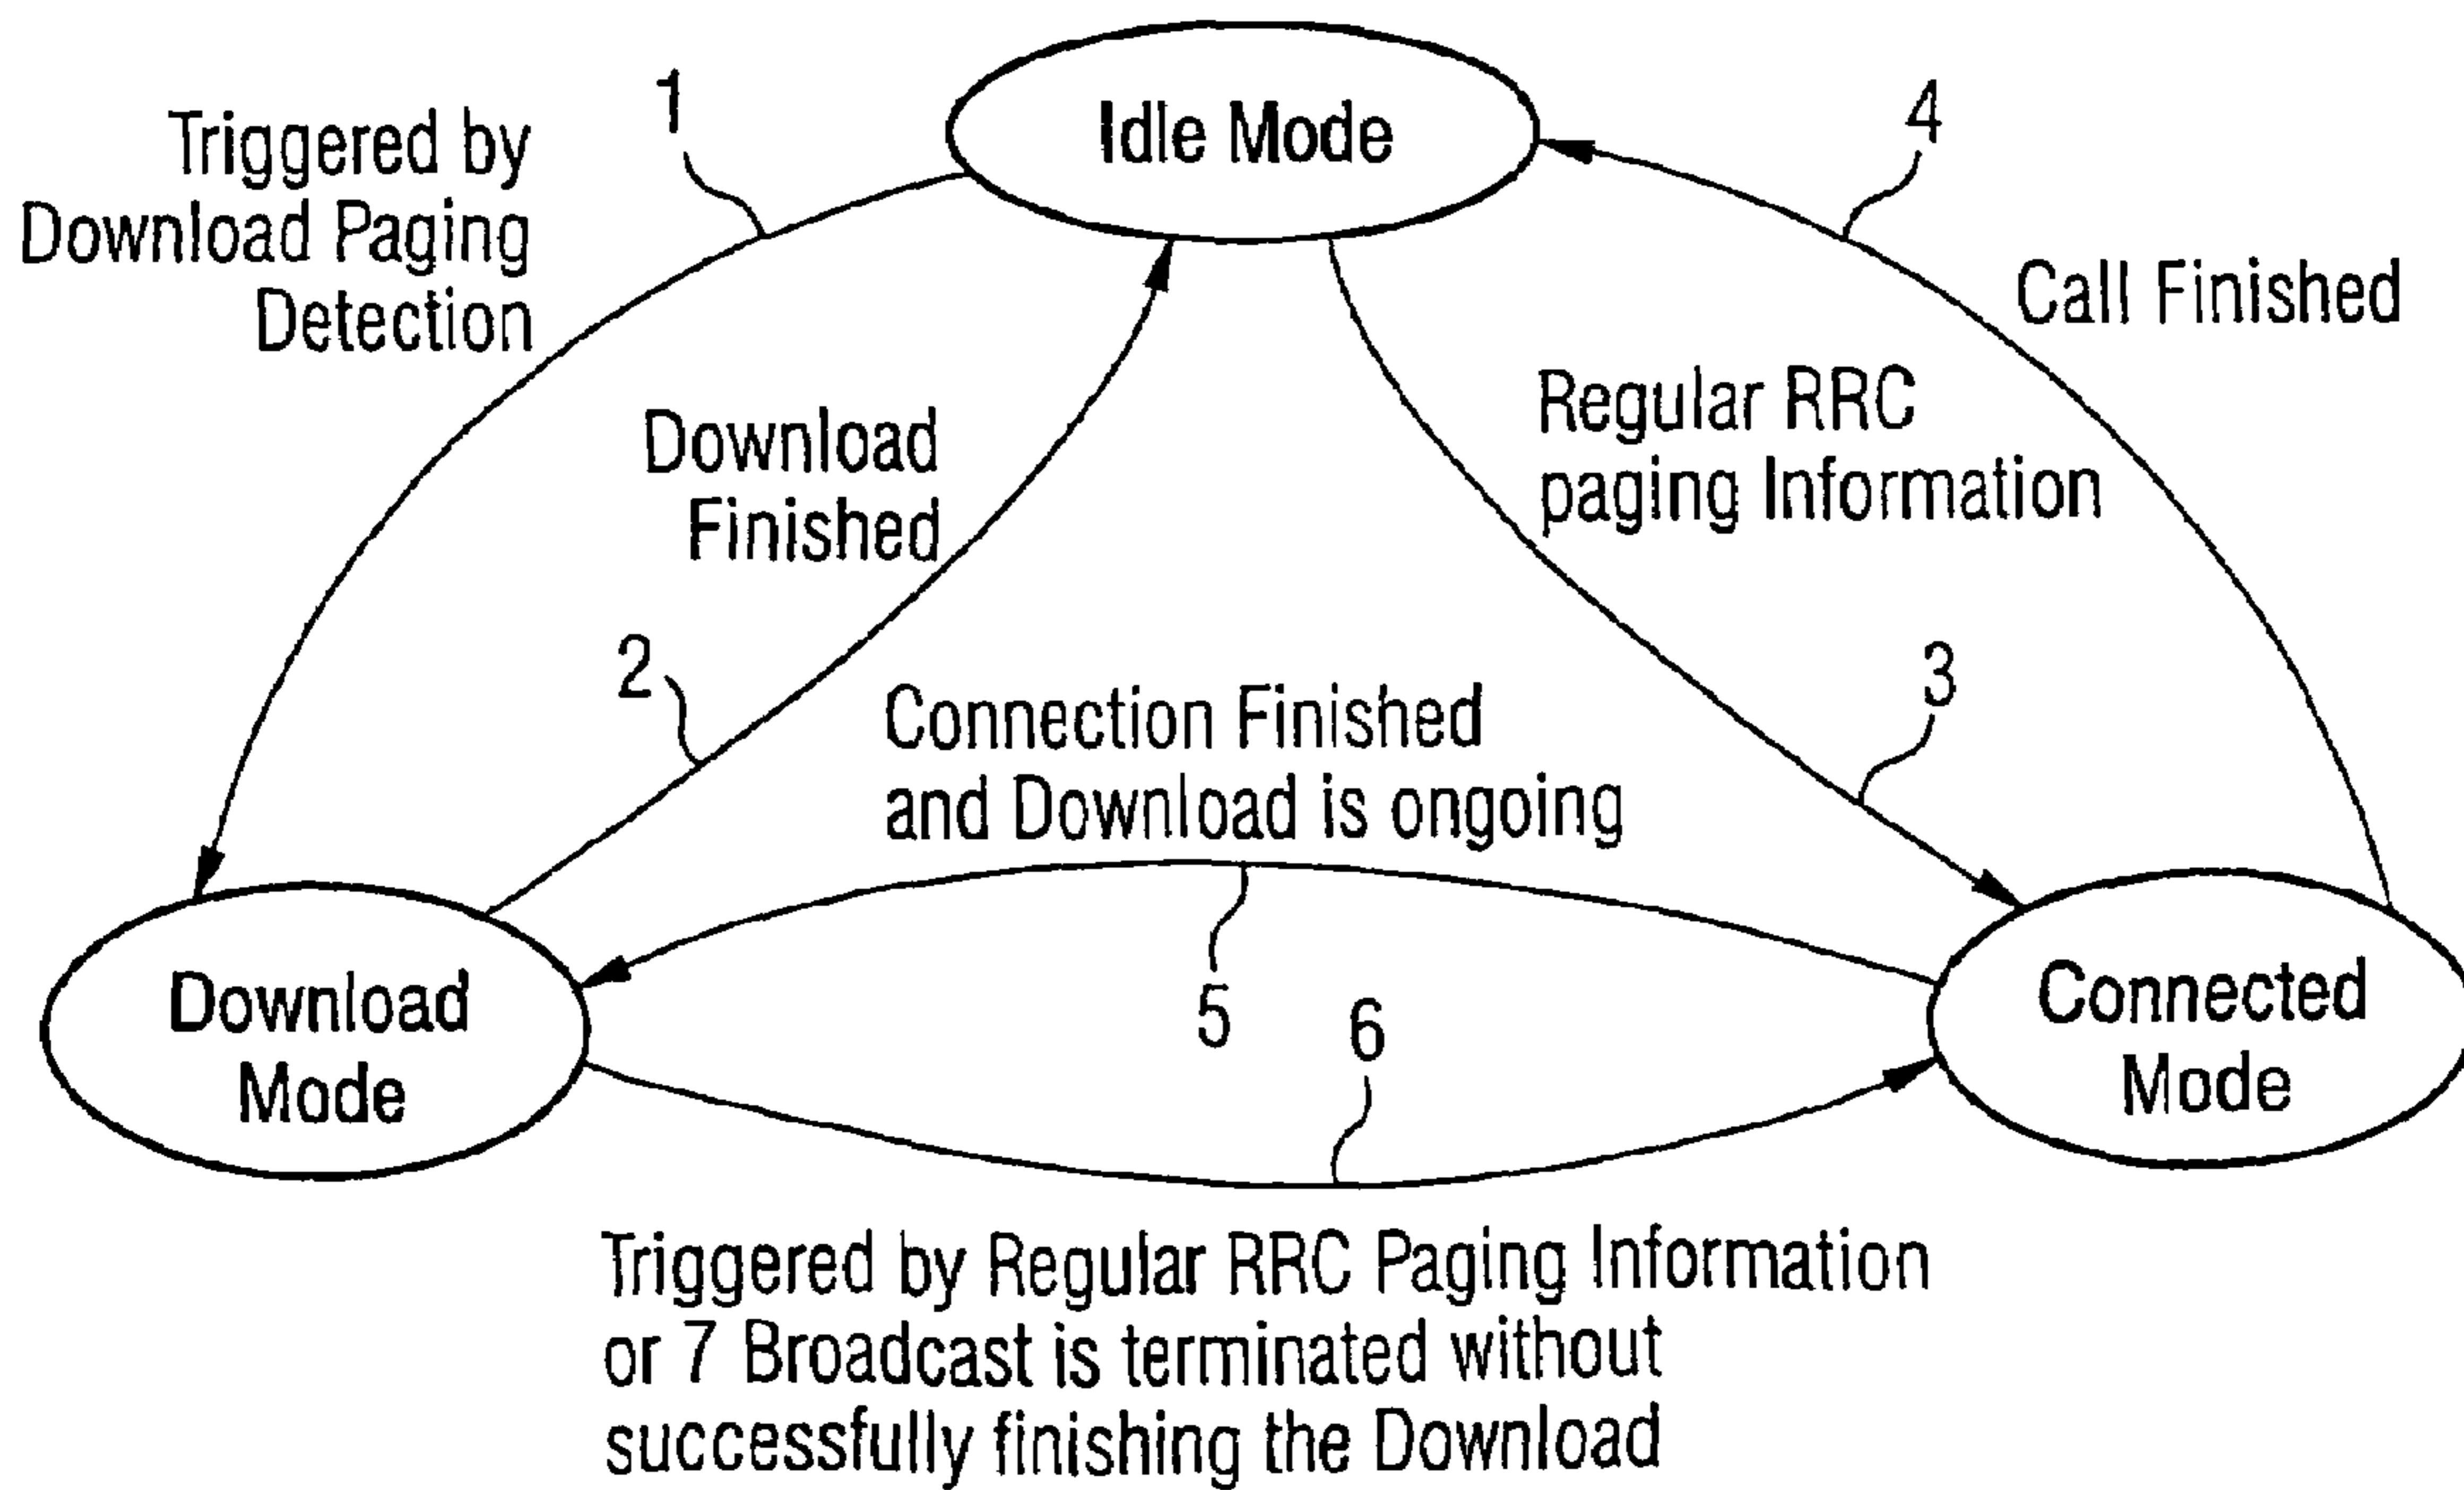 1
4
Idle Mode
Triggered by
Download Paging
Detection
Call Finished
Regular RRC
paging Information
Download
Finished
2
3
Connection Finished
and Download is ongoing
Download
Mode
5
6
Connected
Mode
Triggered by Regular RRC Paging Information
or 7 Broadcast is terminated without
successfully finishing the Download